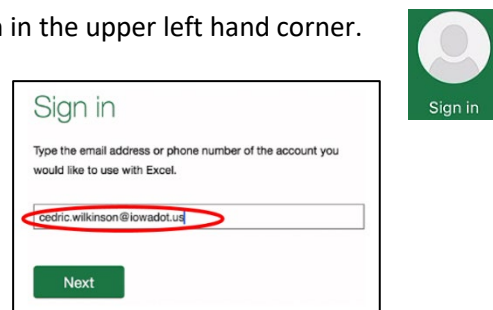 in the upper left hand corner.
Sign in
Sign in
Type the email address or phone number of the account you
would like to use with Excel.
cedric.wilkinson@iowadot.us
Next